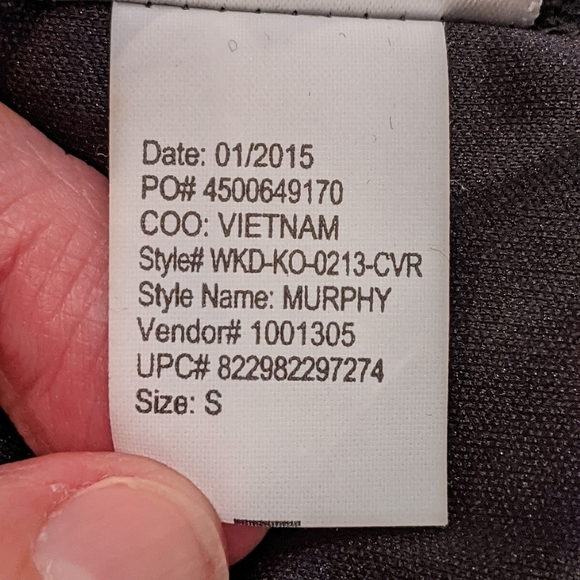 Date: 01/2015
PO# 4500649170
COO: VIETNAM
Style# WKD-KO-0213-CVR
Style Name: MURPHY
Vendor# 1001305
UPC# 822982297274
Size: S